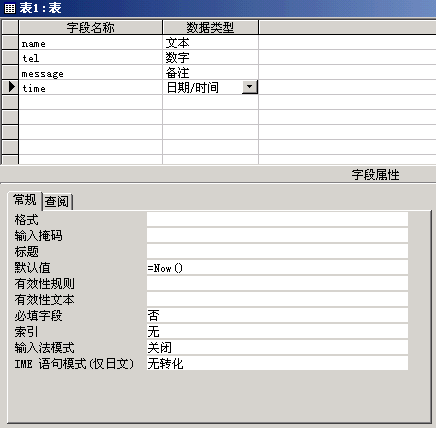 表1:表
字段名称 数据类型
name 文本
tel 数字
message 备注
time 日期/时间
字段属性
常规 查阅
格式
输入掩码
标题
默认值 =Now()
有效性规则
有效性文本
必填字段 否
索引 无
输入法模式 关闭
IME 语句模式(仅日文) 无转化